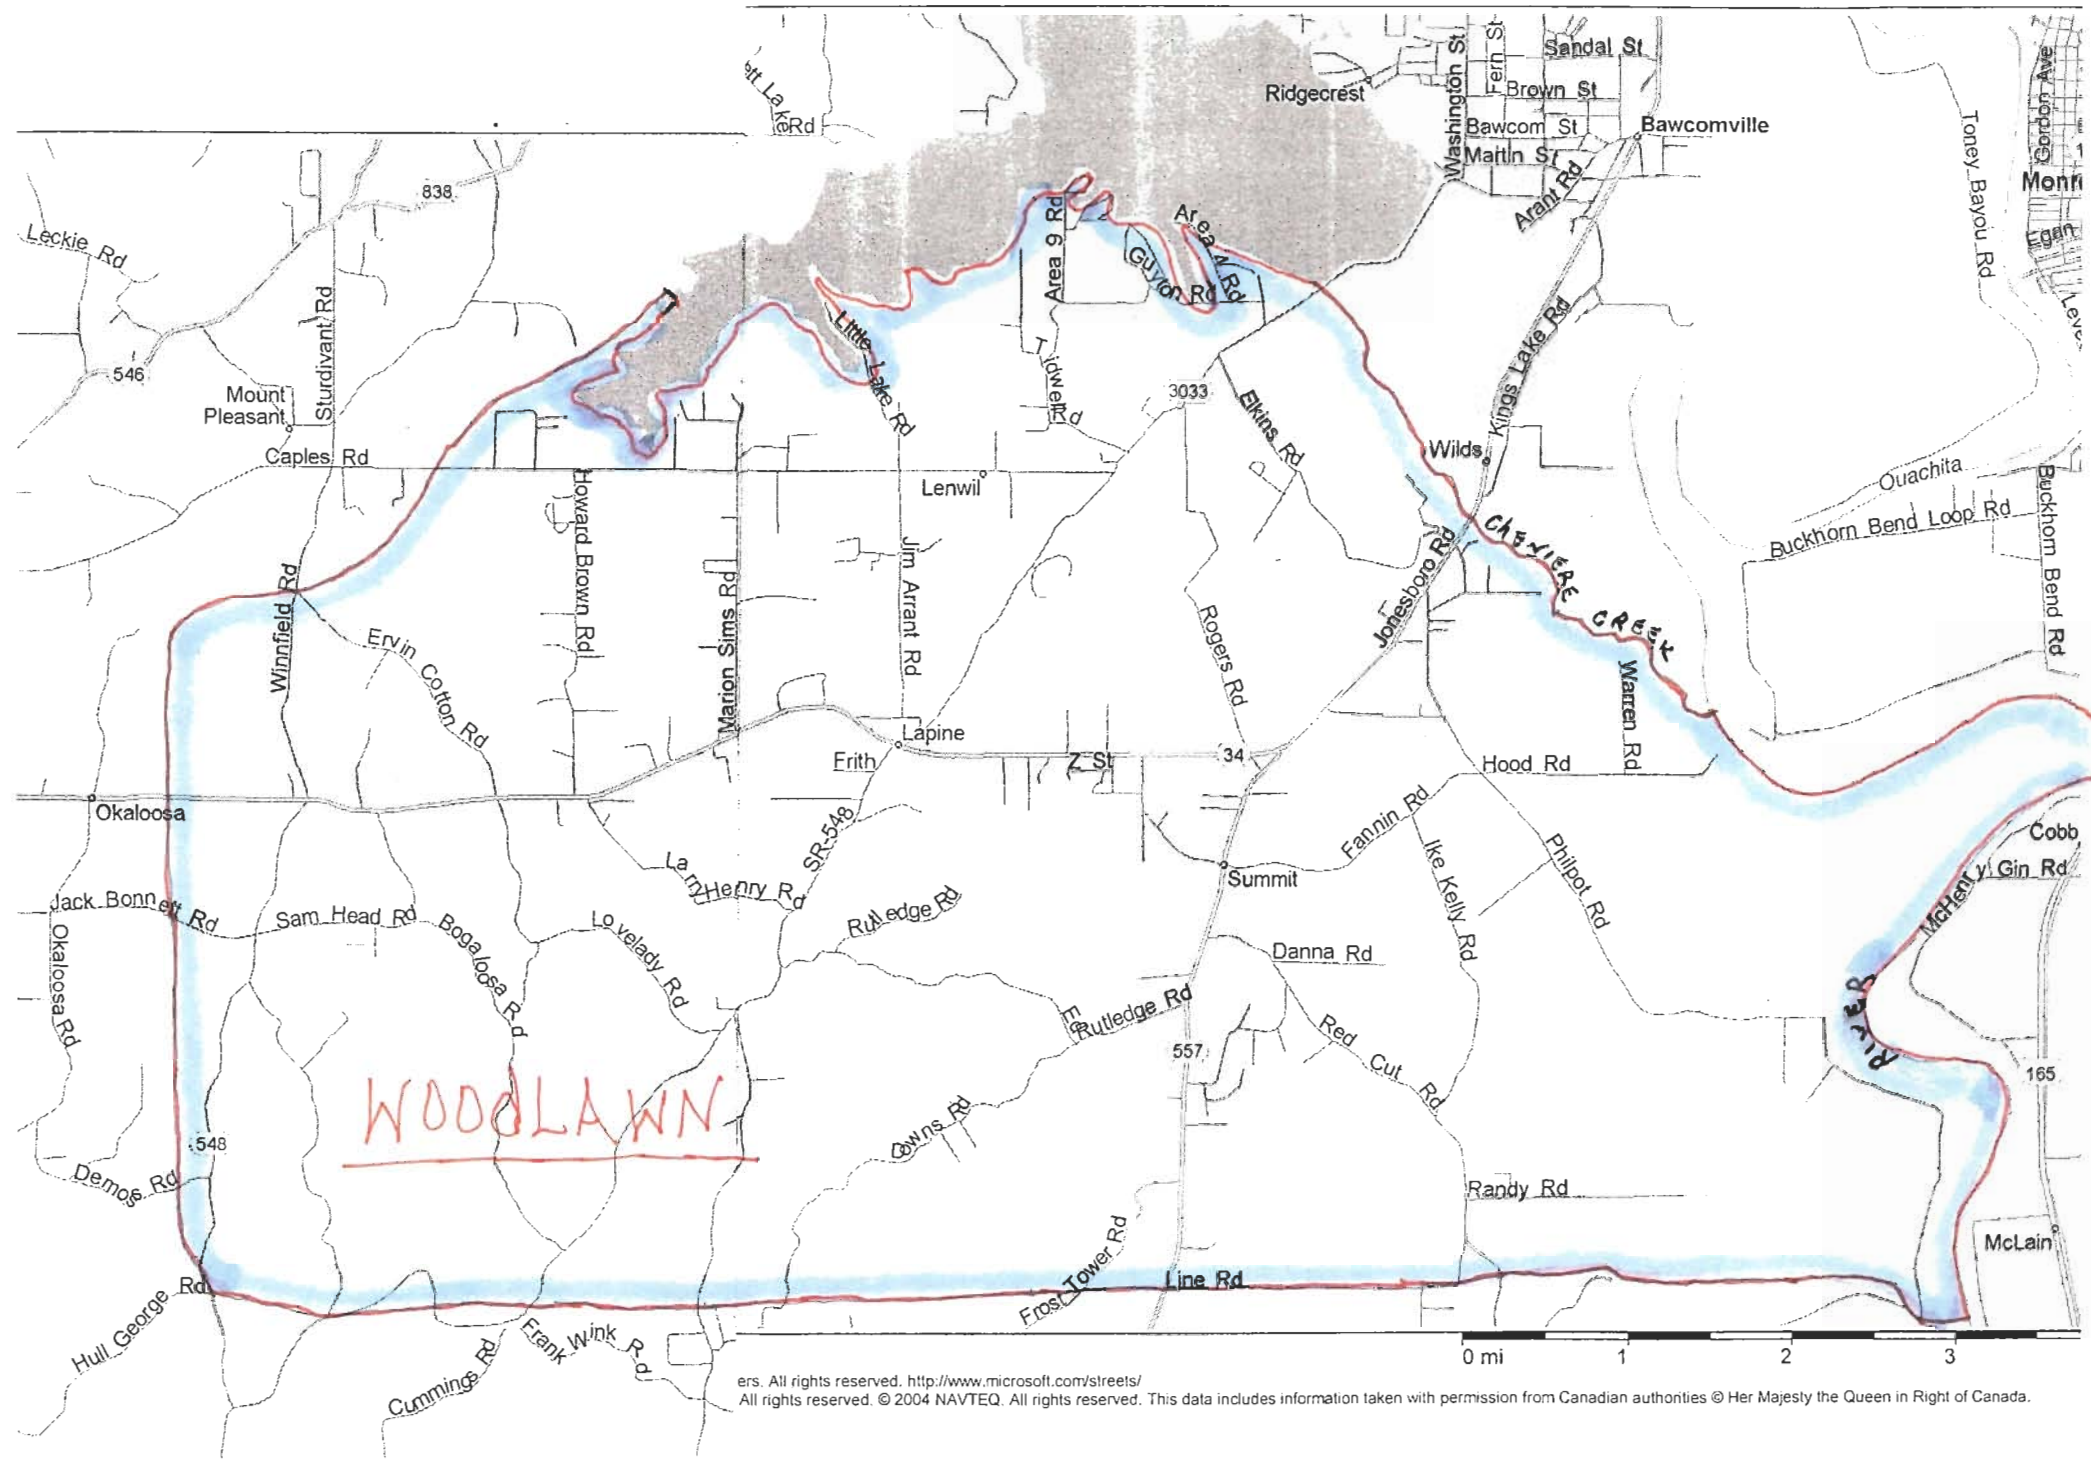 Sandal St
Fern St
Washington St
Ridgecrest
Brown St
Bawcom St
Bawcomville
Martin St
Arant Rd
Gordon Ave
Toney Bayou Rd
Egan
ett Lake Rd
838
Leckie Rd
Sturdivant Rd
546
Mount
Pleasant
Caples Rd
Area 9 Rd
Area 4 Rd
Guyton Rd
Little Lake Rd
Tidwell Rd
3033
Elkins Rd
Kings Lake Rd
Wilds
Lenwil
Ouachita
Buckhorn Bend Loop Rd
Buckhorn Bend Rd
CHENIERE CREEK
Howard Brown Rd
Marion Sims Rd
Jim Arrant Rd
Rogers Rd
Jonesboro Rd
Winnfield Rd
Ervin Cotton Rd
Warren Rd
Lapine
Frith
Z St
34
Hood Rd
Okaloosa
SR-548
Larry Henry Rd
Fannin Rd
Ike Kelly Rd
Philpot Rd
Summit
Cobb
McHenry Gin Rd
Jack Bonnett Rd
Sam Head Rd
Bogaloosa Rd
Lovelady Rd
Rutledge Rd
Okaloosa Rd
Danna Rd
Ed Rutledge Rd
Red Cut Rd
RIVER
557
165
WOODLAWN
Downs Rd
548
Demoss Rd
Randy Rd
McLain
Line Rd
Frost Tower Rd
Hull George Rd
Frank Wink Rd
Cummings Rd
0 mi 1 2 3
ers. All rights reserved. http://www.microsoft.com/streets/
All rights reserved. © 2004 NAVTEQ. All rights reserved. This data includes information taken with permission from Canadian authorities © Her Majesty the Queen in Right of Canada.